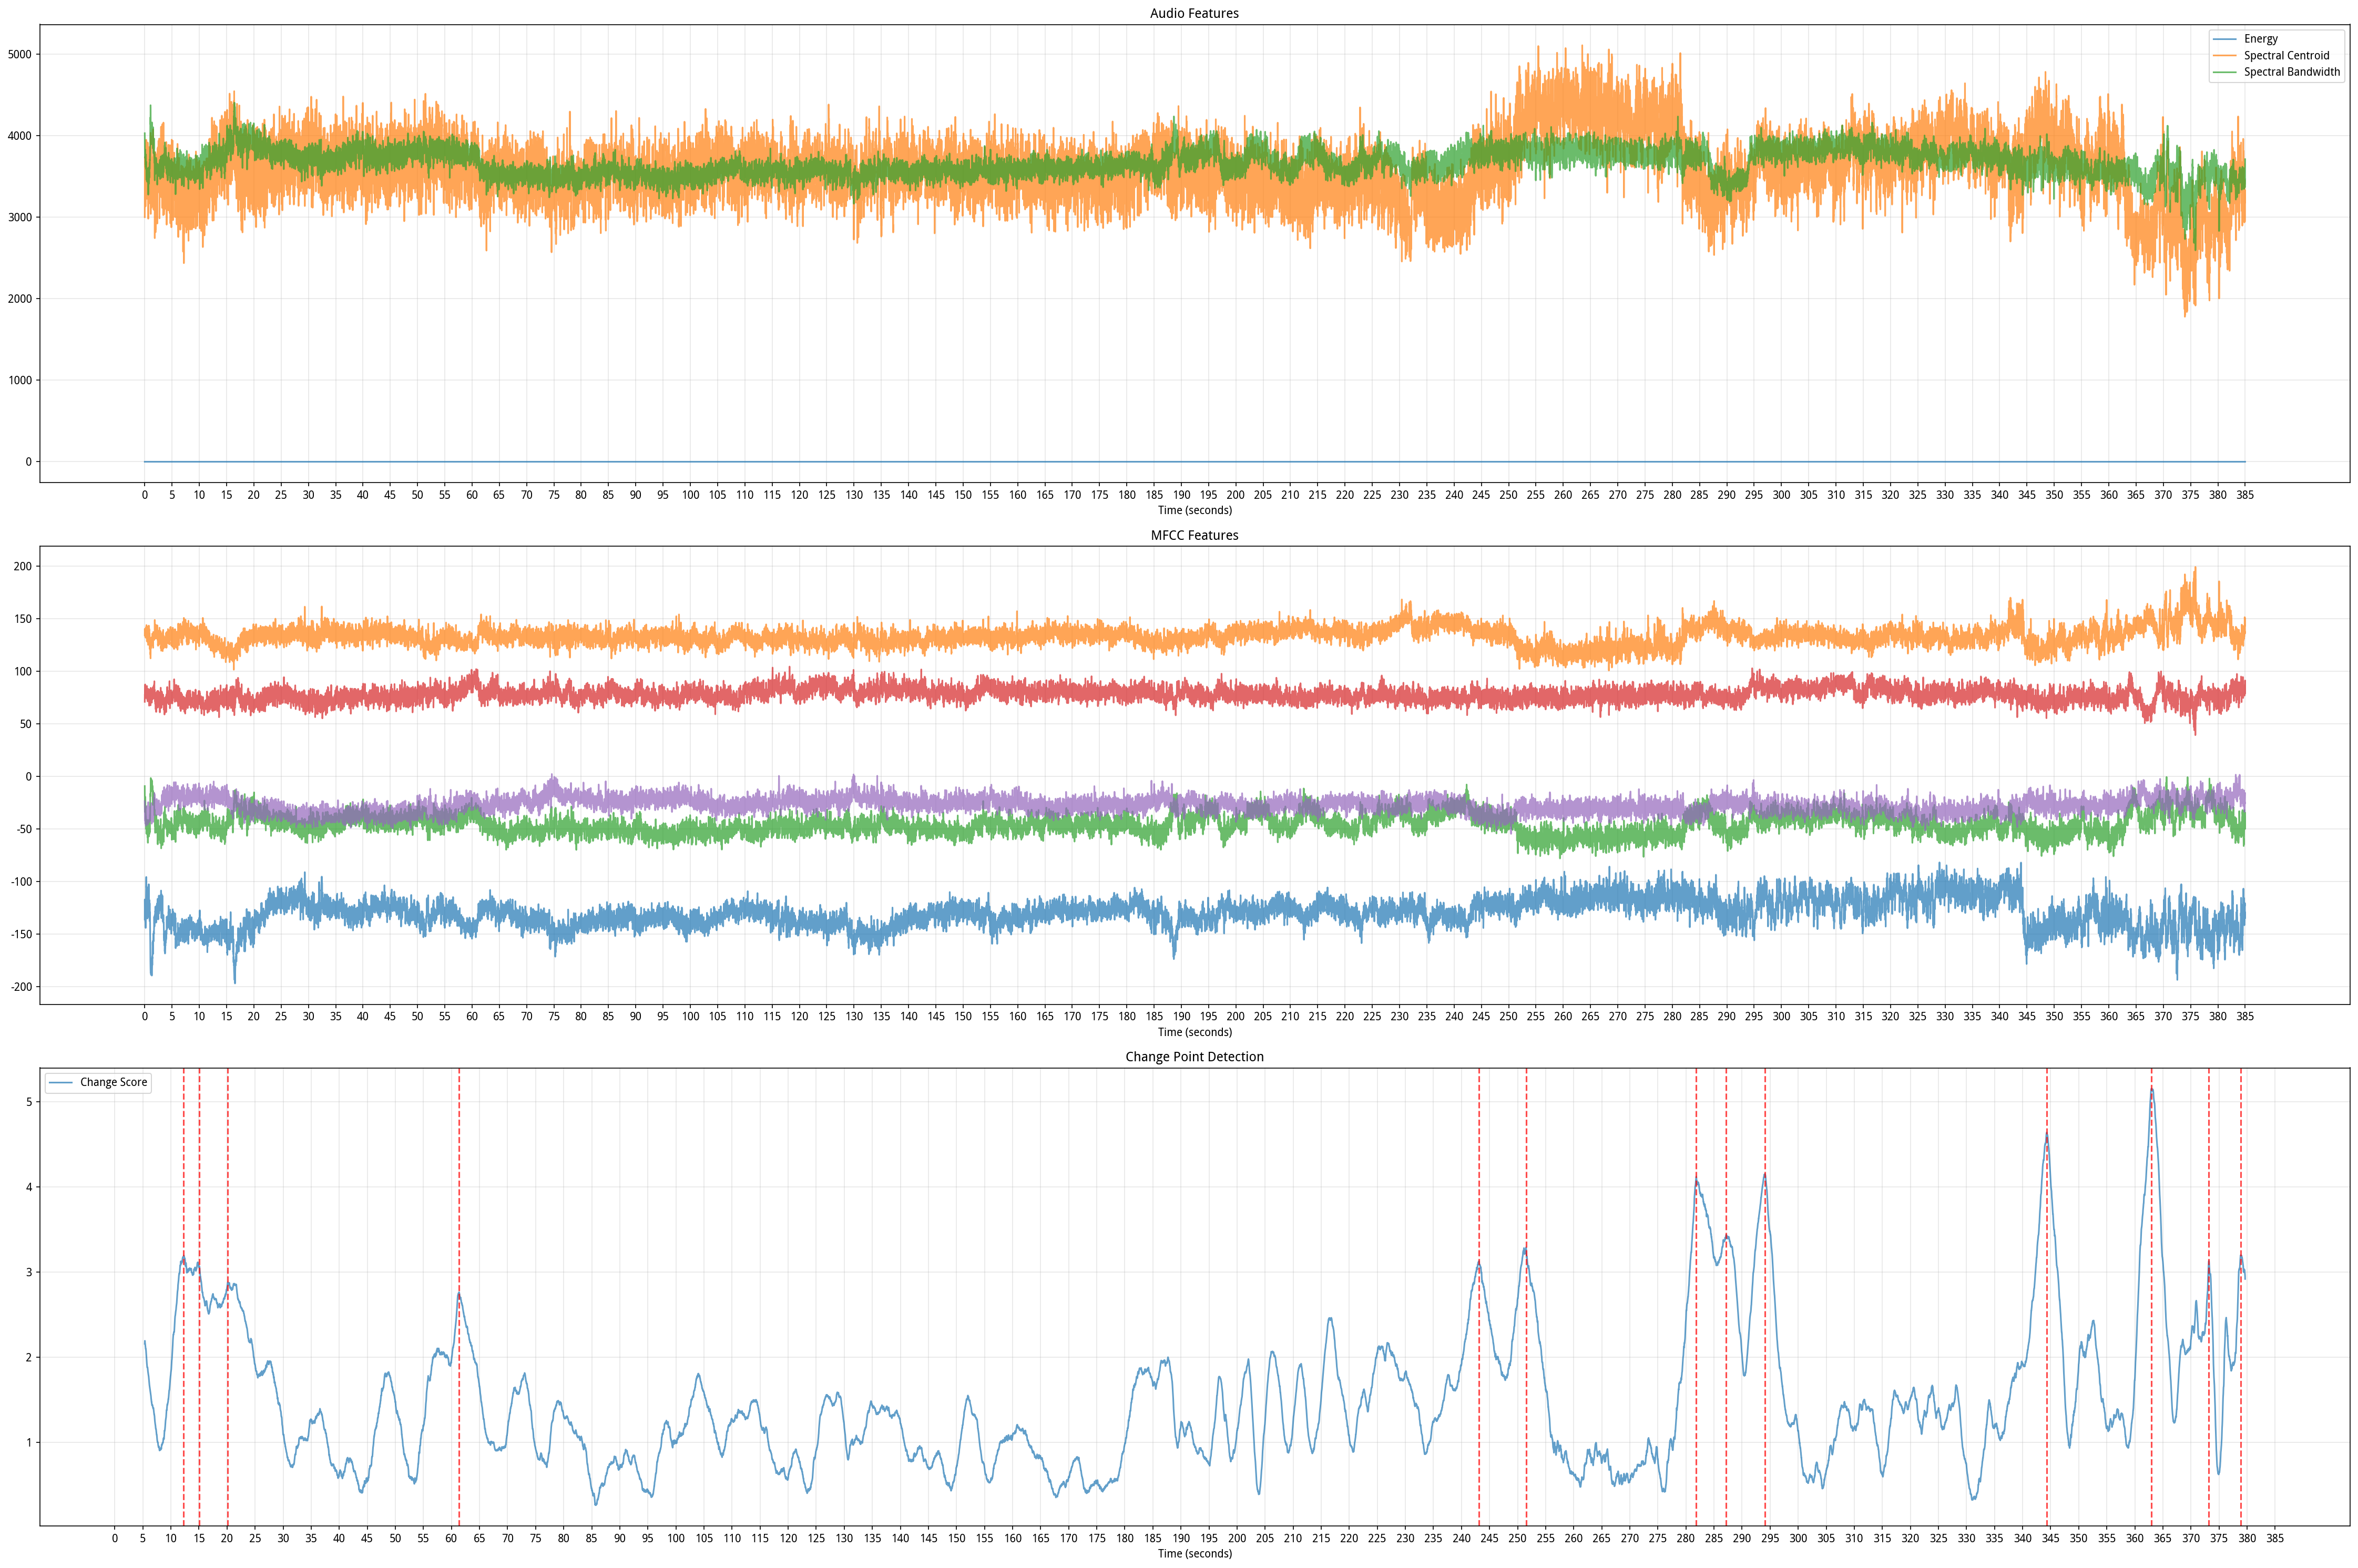 Audio Features
Energy
Spectral Centroid
Spectral Bandwidth
5000
4000
3000
2000
1000
0
0 5 10 15 20 25 30 35 40 45 50 55 60 65 70 75 80 85 90 95 100 105 110 115 120 125 130 135 140 145 150 155 160 165 170 175 180 185 190 195 200 205 210 215 220 225 230 235 240 245 250 255 260 265 270 275 280 285 290 295 300 305 310 315 320 325 330 335 340 345 350 355 360 365 370 375 380 385
Time (seconds)
MFCC Features
200
150
100
50
0
-50
-100
-150
-200
0 5 10 15 20 25 30 35 40 45 50 55 60 65 70 75 80 85 90 95 100 105 110 115 120 125 130 135 140 145 150 155 160 165 170 175 180 185 190 195 200 205 210 215 220 225 230 235 240 245 250 255 260 265 270 275 280 285 290 295 300 305 310 315 320 325 330 335 340 345 350 355 360 365 370 375 380 385
Time (seconds)
Change Point Detection
Change Score
5
4
3
2
1
0 5 10 15 20 25 30 35 40 45 50 55 60 65 70 75 80 85 90 95 100 105 110 115 120 125 130 135 140 145 150 155 160 165 170 175 180 185 190 195 200 205 210 215 220 225 230 235 240 245 250 255 260 265 270 275 280 285 290 295 300 305 310 315 320 325 330 335 340 345 350 355 360 365 370 375 380 385
Time (seconds)